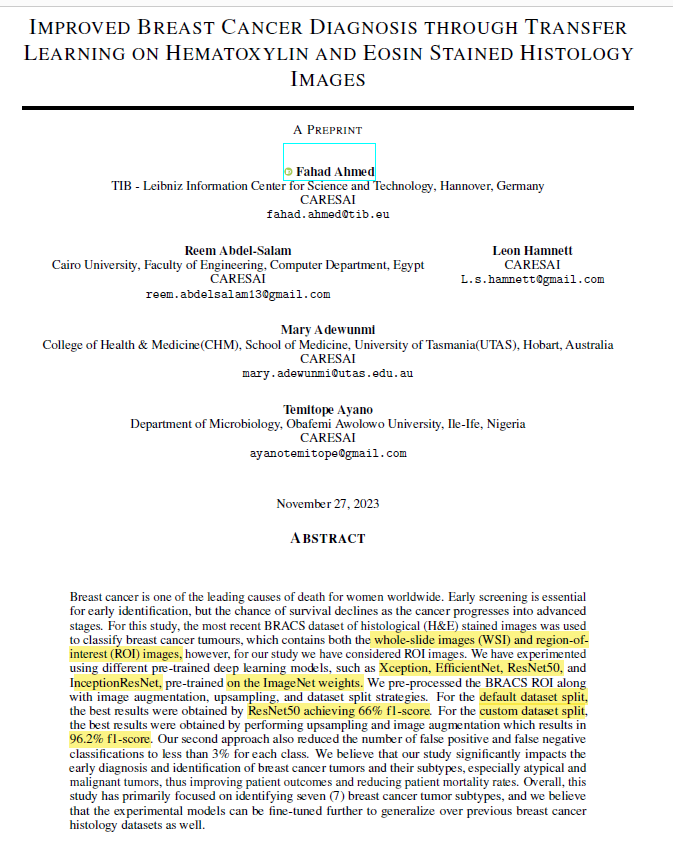 IMPROVED BREAST CANCER DIAGNOSIS THROUGH TRANSFER
LEARNING ON HEMATOXYLIN AND EOSIN STAINED HISTOLOGY
IMAGES
A PREPRINT
Fahad Ahmed
TIB - Leibniz Information Center for Science and Technology, Hannover, Germany
CARESAI
fahad.ahmed@tib.eu
Reem Abdel-Salam
Cairo University, Faculty of Engineering, Computer Department, Egypt
CARESAI
reem.abdelsalam13@gmail.com
Leon Hamnett
CARESAI
L.s.hamnett@gmail.com
Mary Adewunmi
College of Health & Medicine(CHM), School of Medicine, University of Tasmania(UTAS), Hobart, Australia
CARESAI
mary.adewunmi@utas.edu.au
Temitope Ayano
Department of Microbiology, Obafemi Awolowo University, Ile-Ife, Nigeria
CARESAI
ayanotemitope@gmail.com
November 27, 2023
ABSTRACT
Breast cancer is one of the leading causes of death for women worldwide. Early screening is essential
for early identification, but the chance of survival declines as the cancer progresses into advanced
stages. For this study, the most recent BRACS dataset of histological (H&E) stained images was used
to classify breast cancer tumours, which contains both the whole-slide images (WSI) and region-of-
interest (ROI) images, however, for our study we have considered ROI images. We have experimented
using different pre-trained deep learning models, such as Xception, EfficientNet, ResNet50, and
InceptionResNet, pre-trained on the ImageNet weights. We pre-processed the BRACS ROI along
with image augmentation, upsampling, and dataset split strategies. For the default dataset split,
the best results were obtained by ResNet50 achieving 66% f1-score. For the custom dataset split,
the best results were obtained by performing upsampling and image augmentation which results in
96.2% f1-score. Our second approach also reduced the number of false positive and false negative
classifications to less than 3% for each class. We believe that our study significantly impacts the
early diagnosis and identification of breast cancer tumors and their subtypes, especially atypical and
malignant tumors, thus improving patient outcomes and reducing patient mortality rates. Overall, this
study has primarily focused on identifying seven (7) breast cancer tumor subtypes, and we believe
that the experimental models can be fine-tuned further to generalize over previous breast cancer
histology datasets as well.